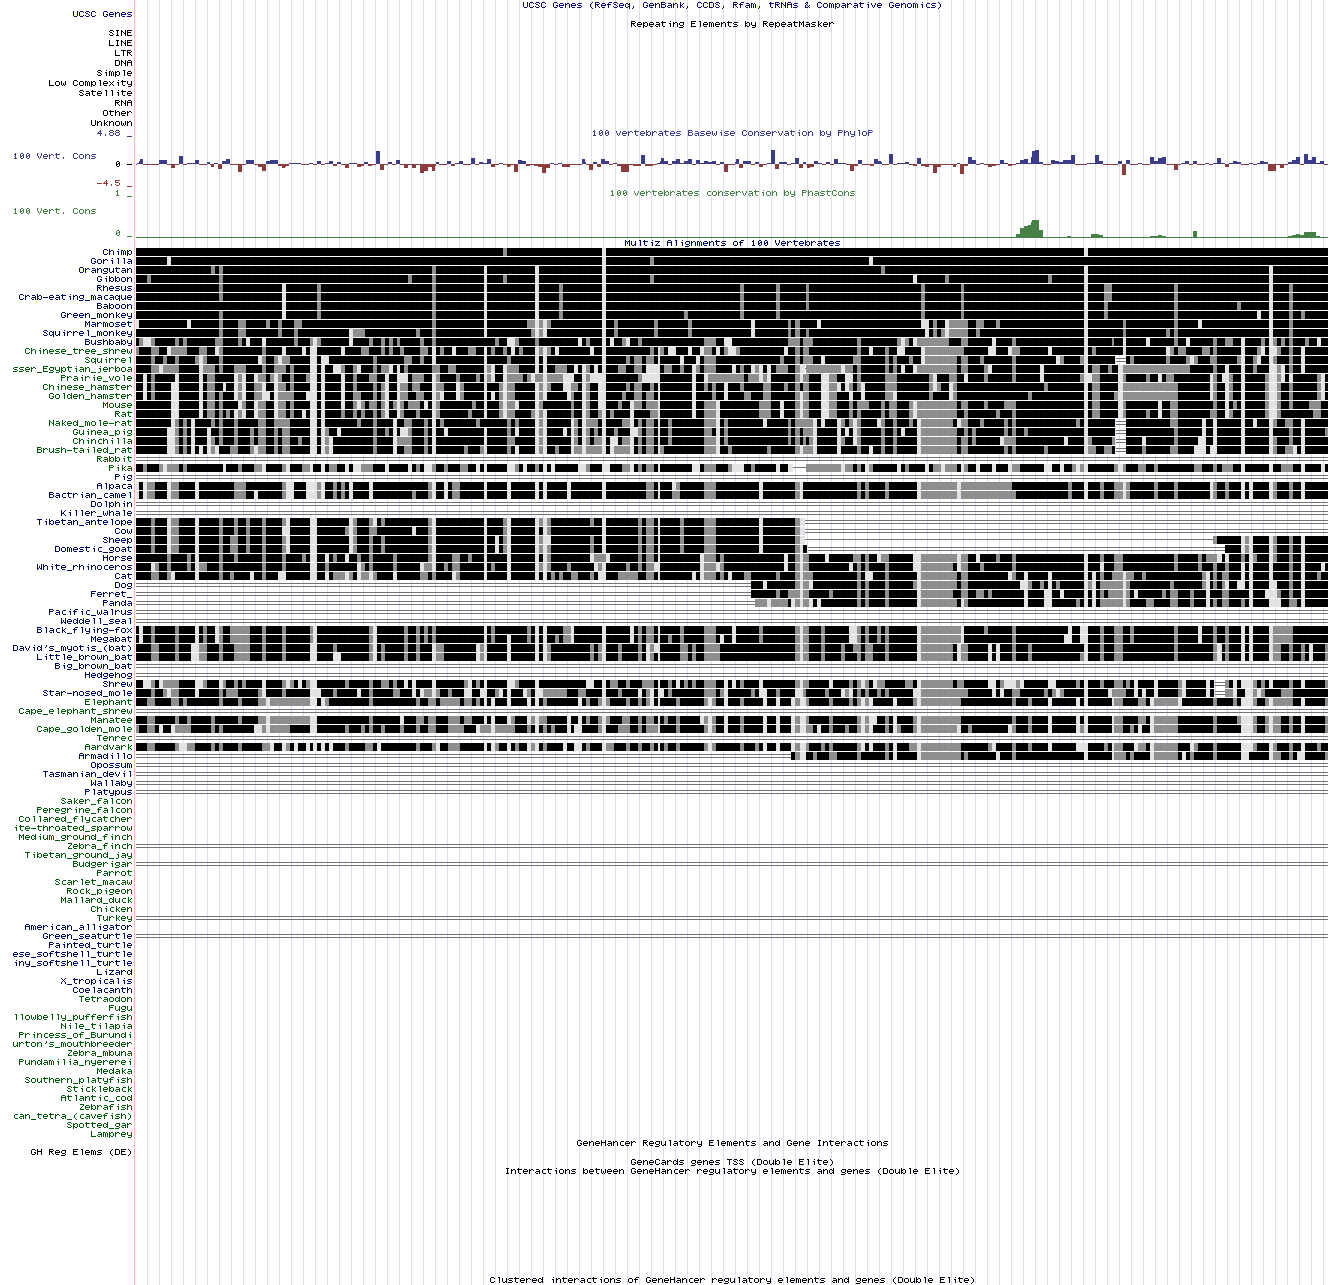 UCSC Genes (RefSeq, GenBank, CCDS, Rfam, tRNAs & Comparative Genomics)
UCSC Genes
Repeating Elements by RepeatMasker
SINE
LINE
LTR
DNA
Simple
Low Complexity
Satellite
RNA
Other
Unknown
4.88 _
100 vertebrates Basewise Conservation by PhyloP
100 Vert. Cons
0 -
-4.5 _
1 _
100 vertebrates conservation by PhastCons
100 Vert. Cons
0 _
Multiz Alignments of 100 Vertebrates
Chimp
Gorilla
Orangutan
Gibbon
Rhesus
Crab-eating_macaque
Baboon
Green_monkey
Marmoset
Squirrel_monkey
Bushbaby
Chinese_tree_shrew
Squirrel
sser_Egyptian_jerboa
Prairie_vole
Chinese_hamster
Golden_hamster
Mouse
Rat
Naked_mole-rat
Guinea_pig
Chinchilla
Brush-tailed_rat
Rabbit
Pika
Pig
Alpaca
Bactrian_camel
Dolphin
Killer_whale
Tibetan_antelope
Cow
Sheep
Domestic_goat
Horse
White_rhinoceros
Cat
Dog
Ferret_
Panda
Pacific_walrus
Weddell_seal
Black_flying-fox
Megabat
David's_myotis_(bat)
Little_brown_bat
Big_brown_bat
Hedgehog
Shrew
Star-nosed_mole
Elephant
Cape_elephant_shrew
Manatee
Cape_golden_mole
Tenrec
Aardvark
Armadillo
Opossum
Tasmanian_devil
Wallaby
Platypus
Saker_falcon
Peregrine_falcon
Collared_flycatcher
ite-throated_sparrow
Medium_ground_finch
Zebra_finch
Tibetan_ground_jay
Budgerigar
Parrot
Scarlet_macaw
Rock_pigeon
Mallard_duck
Chicken
Turkey
American_alligator
Green_seaturtle
Painted_turtle
ese_softshell_turtle
iny_softshell_turtle
Lizard
X_tropicalis
Coelacanth
Tetraodon
Fugu
llowbelly_pufferfish
Nile_tilapia
Princess_of_Burundi
urton's_mouthbreeder
Zebra_mbuna
Pundamilia_nyererei
Medaka
Southern_platyfish
Stickleback
Atlantic_cod
Zebrafish
can_tetra_(cavefish)
Spotted_gar
Lamprey
GeneHancer Regulatory Elements and Gene Interactions
GH Reg Elems (DE)
GeneCards genes TSS (Double Elite)
Interactions between GeneHancer regulatory elements and genes (Double Elite)
Clustered interactions of GeneHancer regulatory elements and genes (Double Elite)